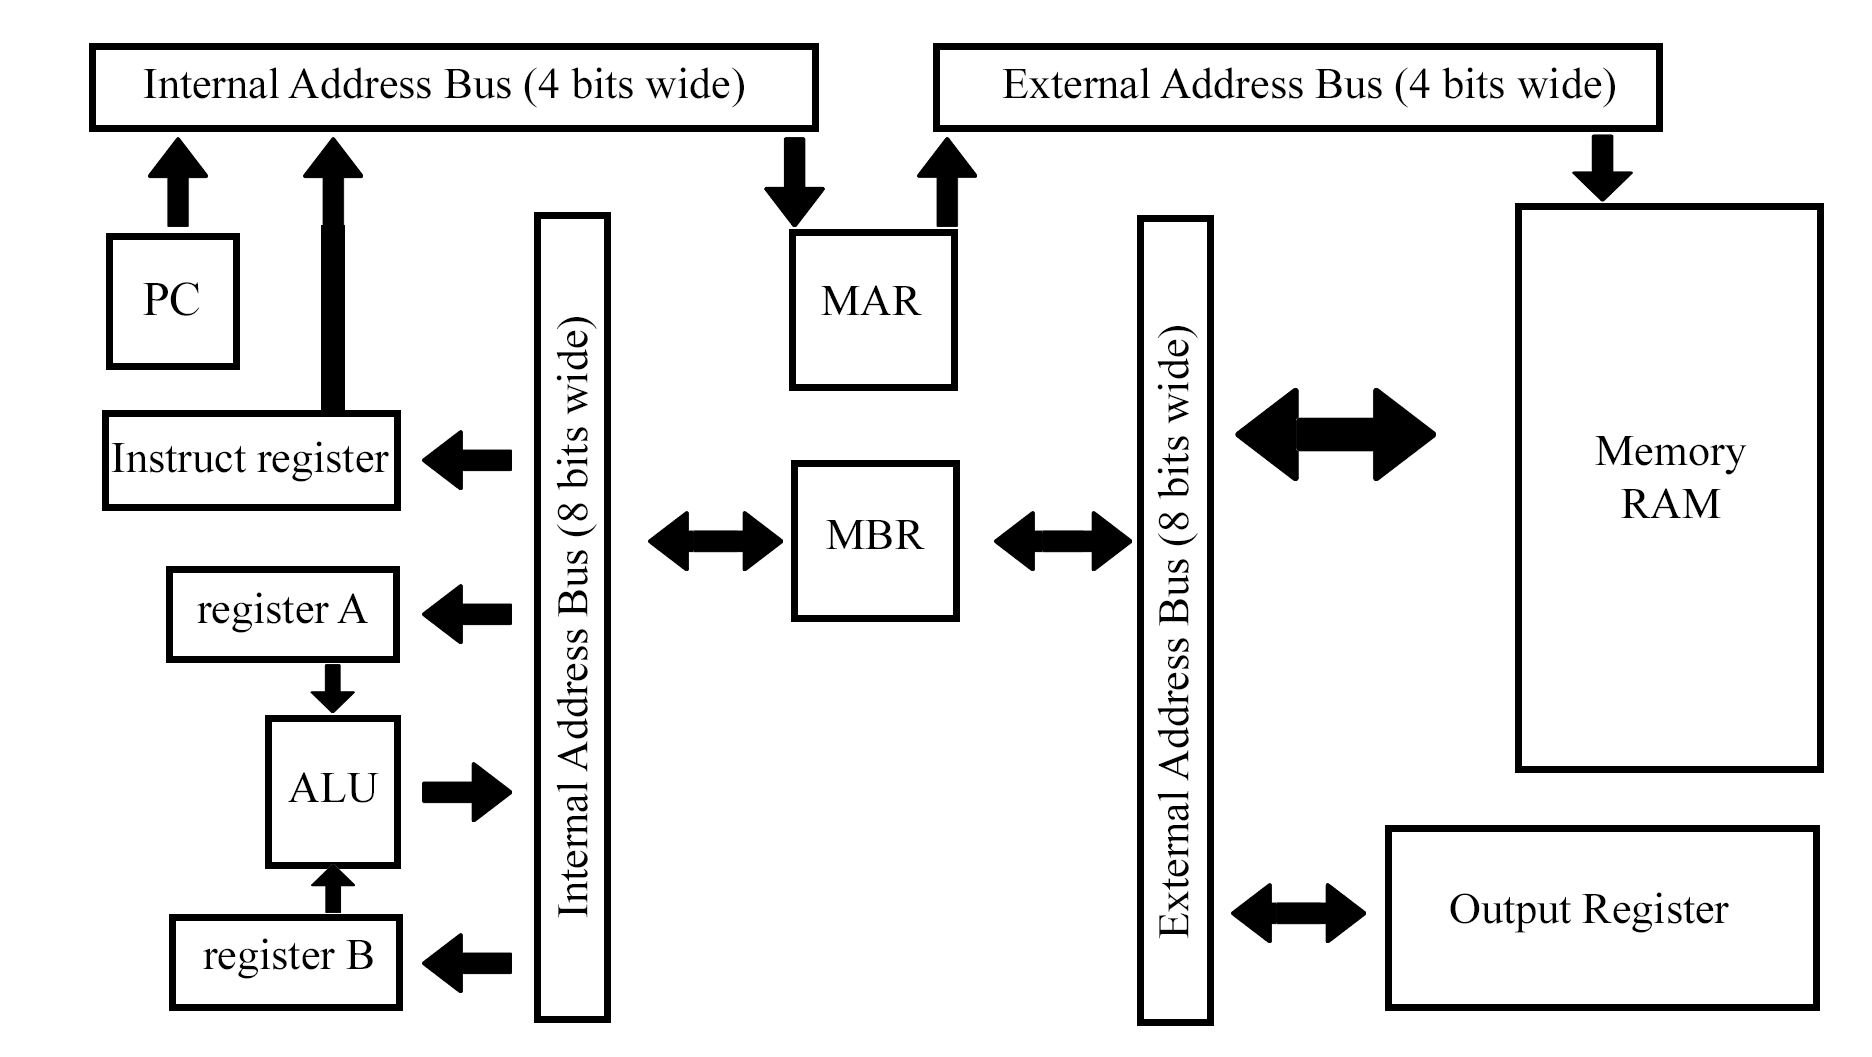 Internal Address Bus (4 bits wide)
External Address Bus (4 bits wide)
PC
MAR
Instruct register
Internal Address Bus (8 bits wide)
MBR
External Address Bus (8 bits wide)
Memory
RAM
register A
ALU
register B
Output Register